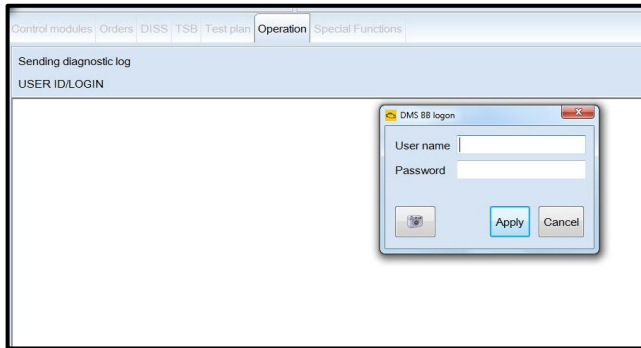 Control modules Orders DISS TSB Test plan Operation Special Functions
Sending diagnostic log
USER ID/LOGIN
DMS BB logon
User name
Password
Apply Cancel